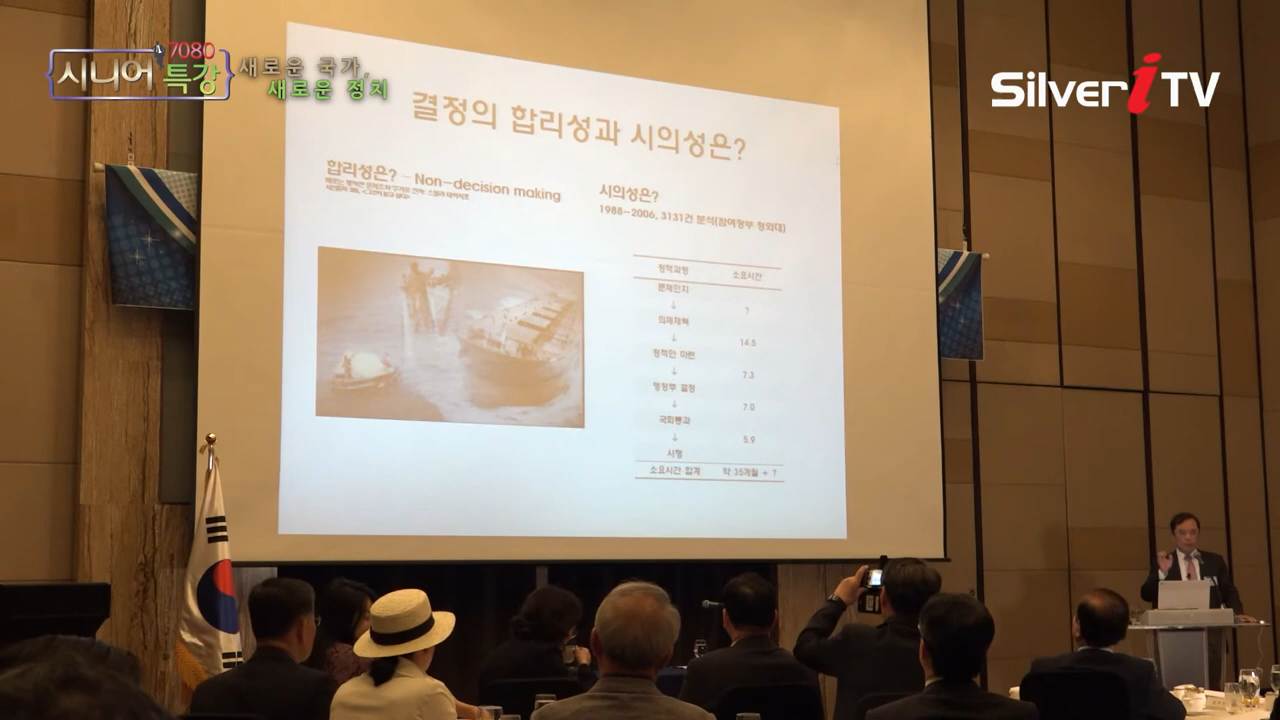 7080
시니어 특강
새로운 국가,
새로운 정치
Silver i TV
결정의 합리성과 시의성은?
합리성은? - Non-decision making
시의성은?
1988-2006, 3131건 분석(참여정부 청와대)
정책과정 소요시간
문제인지
↓ ?
의제채택
↓ 14.5
정책안 마련
↓ 7.3
행정부 결정
↓ 7.0
국회통과
↓ 5.9
시행
소요시간 합계 약 35개월 + ?